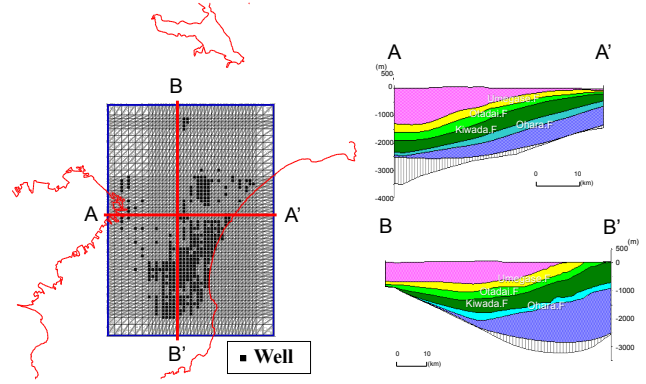 B
A
A'
B'
Well
A
A'
(m)
500
0
-1000
-2000
-3000
-4000
Umegase.F
Otadai.F
Kiwada.F
Ohara.F
0
10
(km)
B
B'
(m)
500
0
-1000
-2000
-3000
Umegase.F
Otadai.F
Kiwada.F
Ohara.F
0
10
(km)